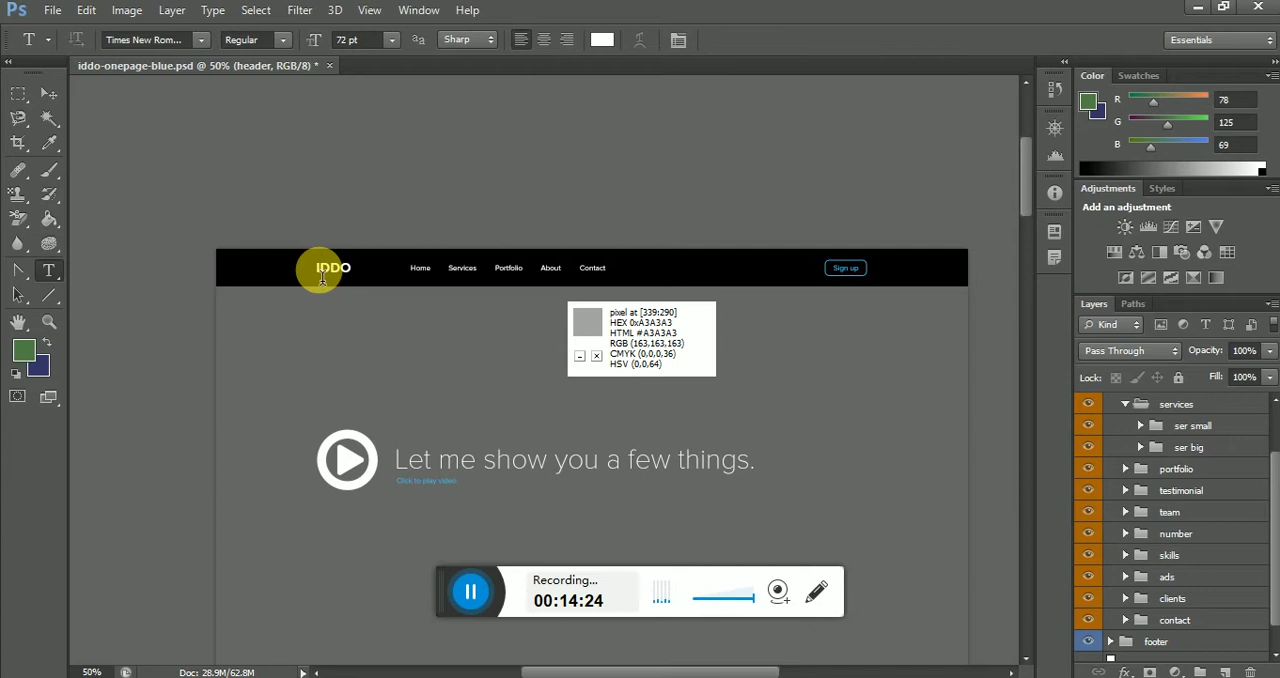 Ps File Edit Image Layer Type Select Filter 3D View Window Help
Times New Rom... Regular 72 pt Sharp Essentials
iddo-onepage-blue.psd @ 50% (header, RGB/8) *
Color Swatches
R 78
G 125
B 69
Adjustments Styles
Add an adjustment
IDDO Home Services Portfolio About Contact Sign up
pixel at [339:290]
HEX 0xA3A3A3
HTML #A3A3A3
RGB (163,163,163)
CMYK (0,0,0,36)
HSV (0,0,64)
Let me show you a few things.
Click to play video
Recording...
00:14:24
Layers Paths
Kind
Pass Through Opacity: 100%
Lock: Fill: 100%
services
ser small
ser big
portfolio
testimonial
team
number
skills
ads
clients
contact
footer
50% Doc: 28.9M/62.8M